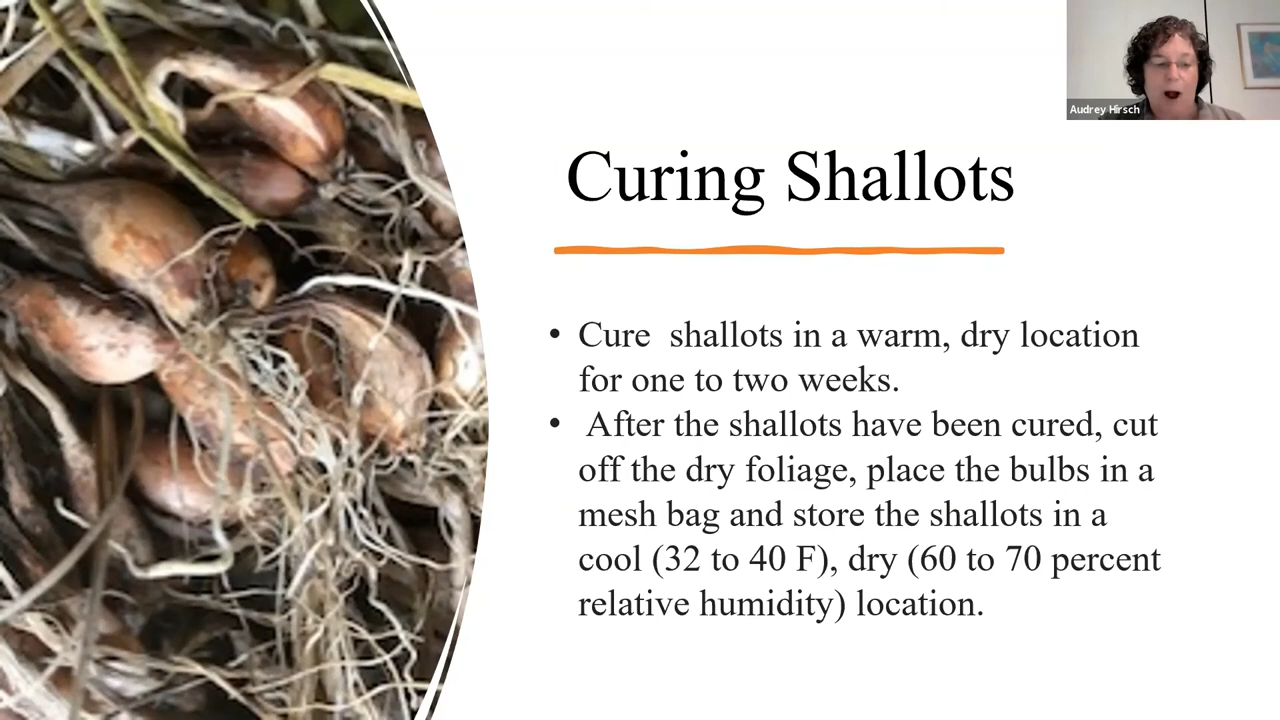 Audrey Hirsch
Curing Shallots
• Cure  shallots in a warm, dry location
for one to two weeks.
•  After the shallots have been cured, cut
off the dry foliage, place the bulbs in a
mesh bag and store the shallots in a
cool (32 to 40 F), dry (60 to 70 percent
relative humidity) location.